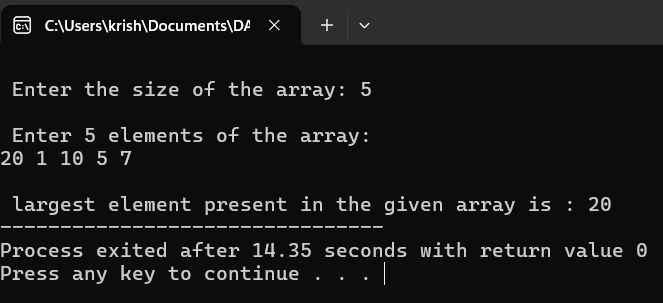 C:\Users\krish\Documents\DA
Enter the size of the array: 5
Enter 5 elements of the array:
20 1 10 5 7
largest element present in the given array is : 20
--------------------------------
Process exited after 14.35 seconds with return value 0
Press any key to continue . . .